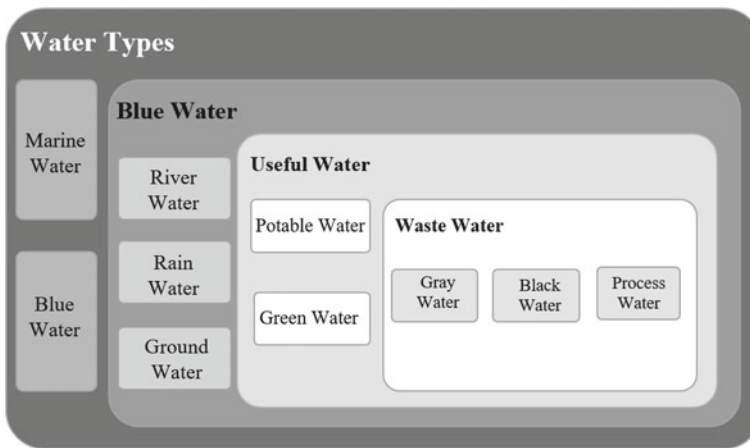 Water Types
Marine
Water
Blue
Water
Blue Water
River
Water
Rain
Water
Ground
Water
Useful Water
Potable Water
Green Water
Waste Water
Gray
Water
Black
Water
Process
Water